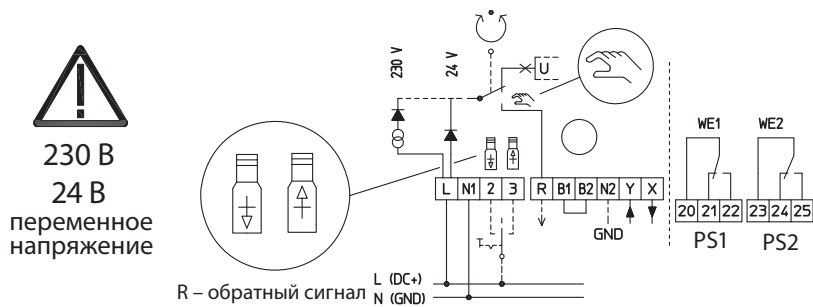 230 В
24 В
переменное
напряжение
230 V
24 V
U
L N1 2 3
R B1 B2 N2 Y X
GND
L (DC+)
N (GND)
R – обратный сигнал
WE1
WE2
20 21 22
23 24 25
PS1
PS2